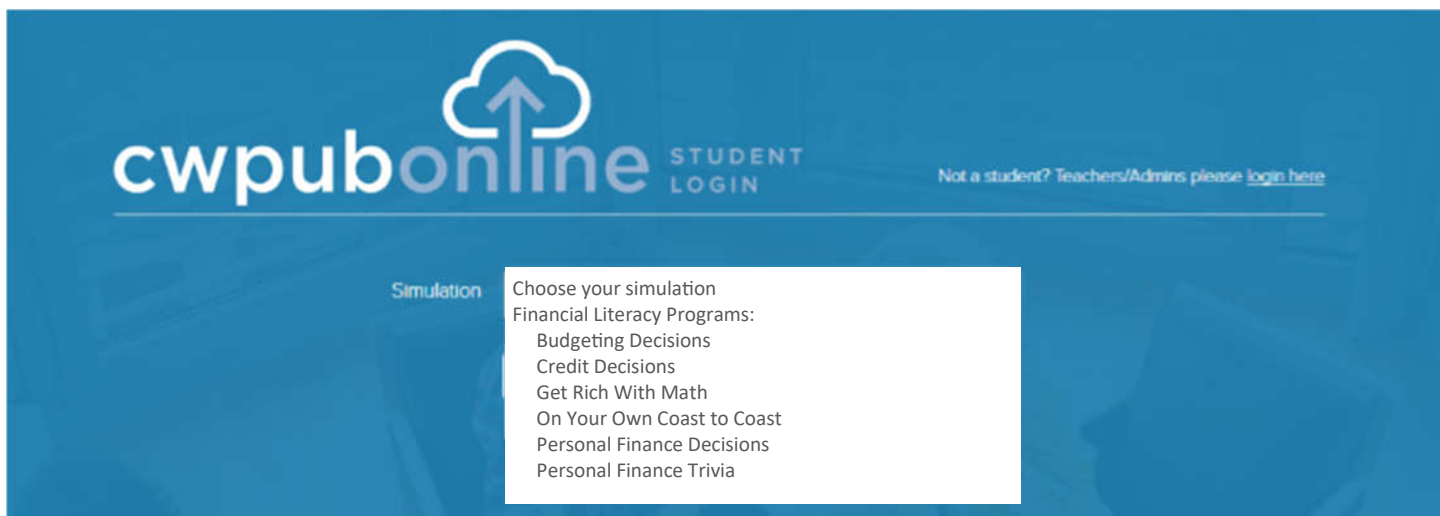 cwpubonline STUDENT LOGIN
Not a student? Teachers/Admins please login here
Simulation
Choose your simulation
Financial Literacy Programs:
Budgeting Decisions
Credit Decisions
Get Rich With Math
On Your Own Coast to Coast
Personal Finance Decisions
Personal Finance Trivia